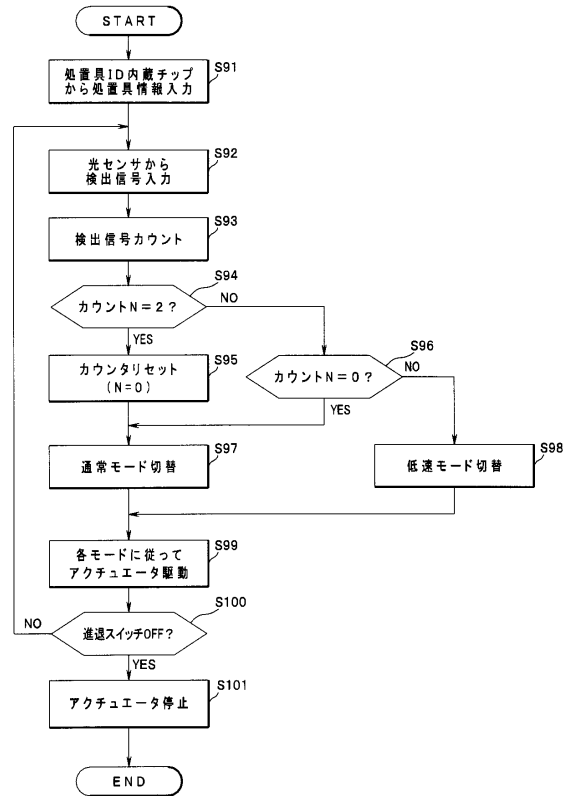 START
S91
処置具ID内蔵チップ
から処置具情報入力
S92
光センサから
検出信号入力
S93
検出信号カウント
S94
カウントN=2?
NO
YES
S95
カウンタリセット
(N=0)
S96
カウントN=0?
NO
YES
S97
通常モード切替
S98
低速モード切替
S99
各モードに従って
アクチュエータ駆動
S100
進退スイッチOFF?
NO
YES
S101
アクチュエータ停止
END